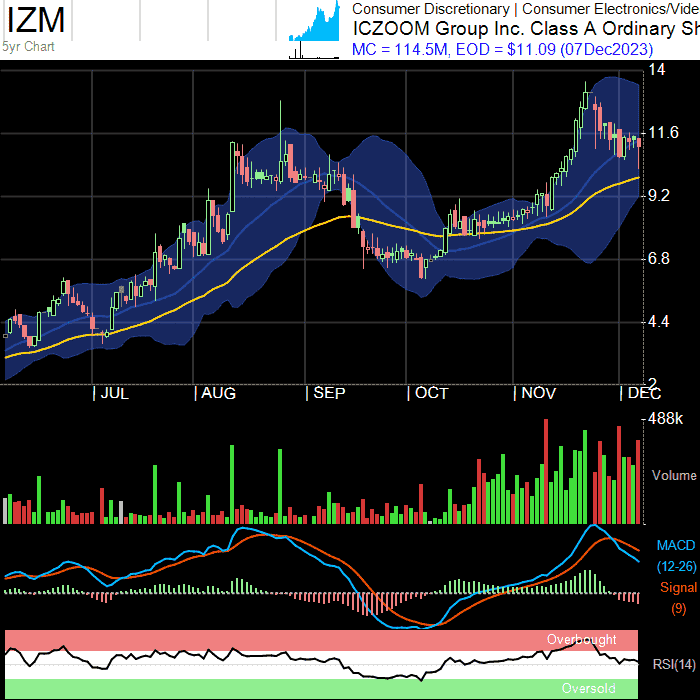 IZM
5yr Chart
Consumer Discretionary | Consumer Electronics/Vide
ICZOOM Group Inc. Class A Ordinary Sh
MC = 114.5M, EOD = $11.09 (07Dec2023)
14
11.6
9.2
6.8
4.4
2
| JUL | AUG | SEP | OCT | NOV | DEC
488k
Volume
MACD
(12-26)
Signal
(9)
Overbought
RSI(14)
Oversold